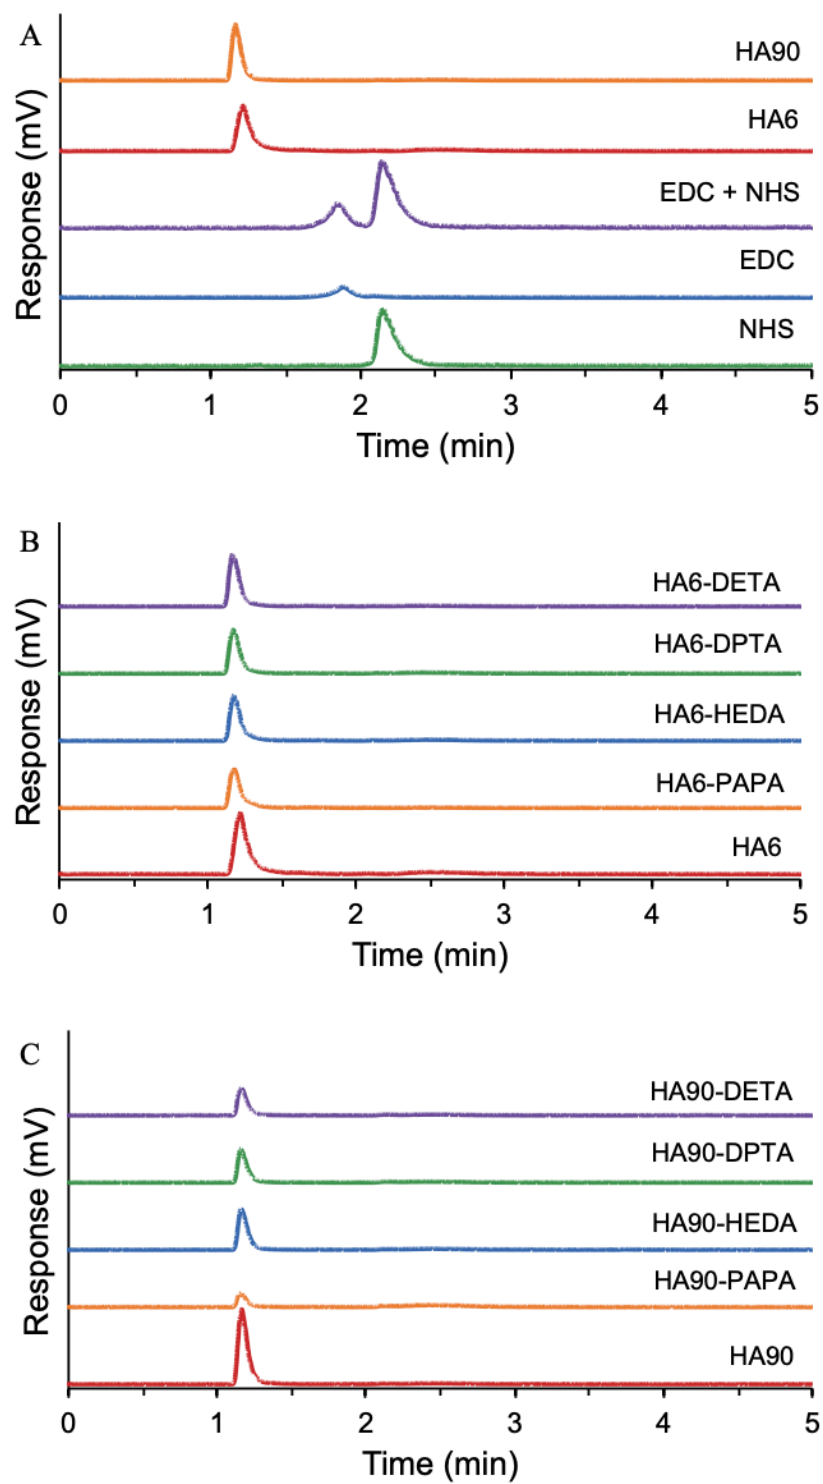 A
HA90
HA6
EDC + NHS
EDC
NHS
Response (mV)
0 1 2 3 4 5
Time (min)
B
HA6-DETA
HA6-DPTA
HA6-HEDA
HA6-PAPA
HA6
Response (mV)
0 1 2 3 4 5
Time (min)
C
HA90-DETA
HA90-DPTA
HA90-HEDA
HA90-PAPA
HA90
Response (mV)
0 1 2 3 4 5
Time (min)